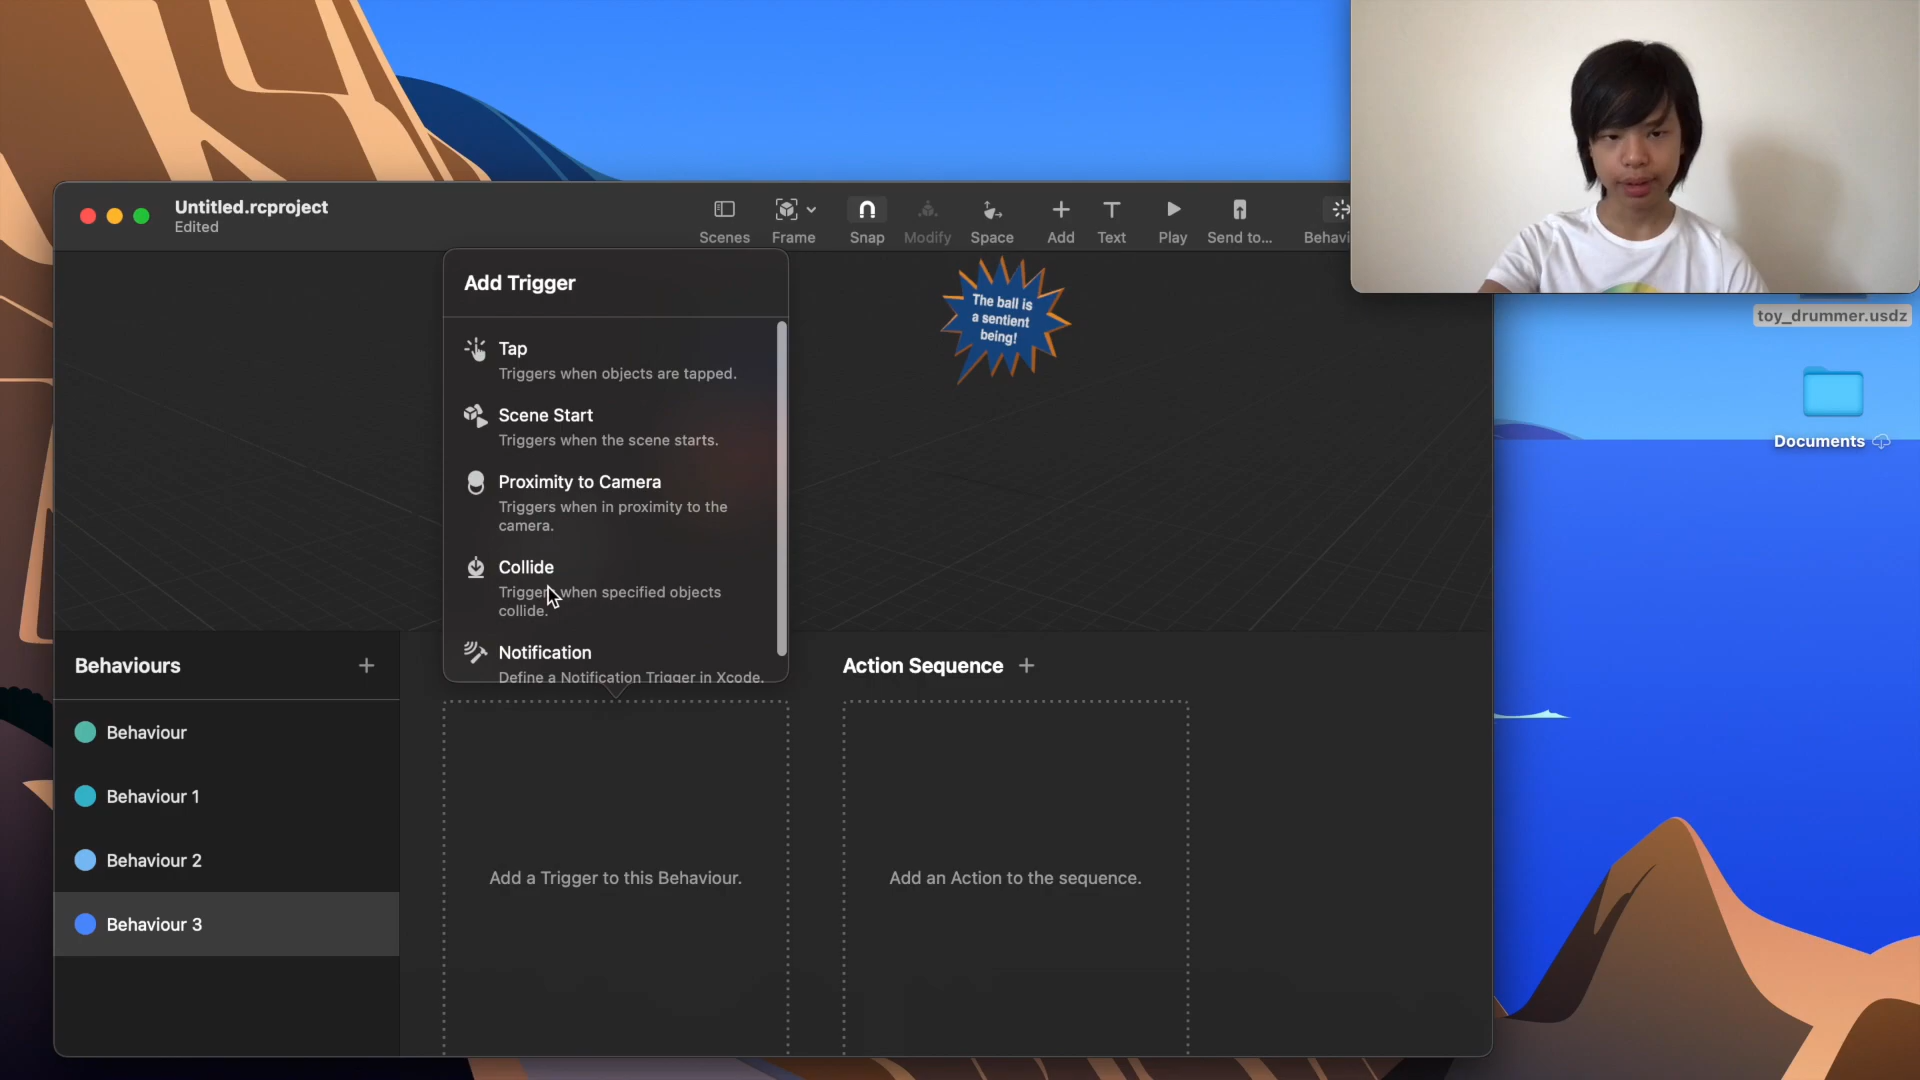 Untitled.rcproject
Edited
Scenes
Frame
Snap
Modify
Space
Add
Text
Play
Send to...
Behavi
Add Trigger
Tap
Triggers when objects are tapped.
Scene Start
Triggers when the scene starts.
Proximity to Camera
Triggers when in proximity to the
camera.
Collide
Triggers when specified objects
collide.
Notification
Define a Notification Trigger in Xcode.
The ball is
a sentient
being!
toy_drummer.usdz
Documents
Behaviours
Behaviour
Behaviour 1
Behaviour 2
Behaviour 3
Add a Trigger to this Behaviour.
Action Sequence
Add an Action to the sequence.